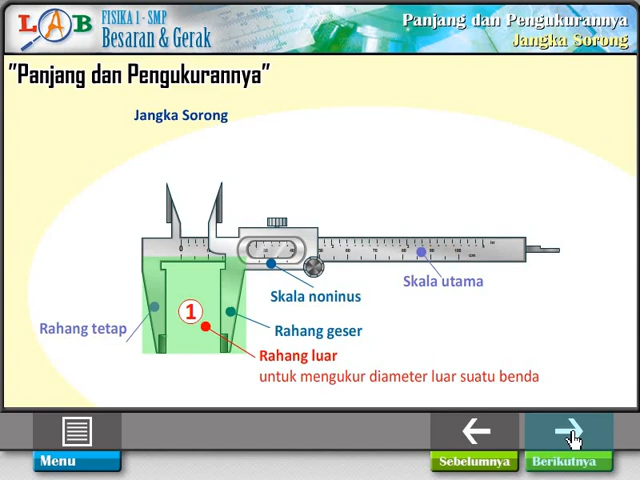 LAB
FISIKA 1 - SMP
Besaran & Gerak
Panjang dan Pengukurannya
Jangka Sorong
"Panjang dan Pengukurannya"
Jangka Sorong
Skala utama
Skala noninus
1
Rahang tetap
Rahang geser
Rahang luar
untuk mengukur diameter luar suatu benda
Menu
Sebelumnya
Berikutnya